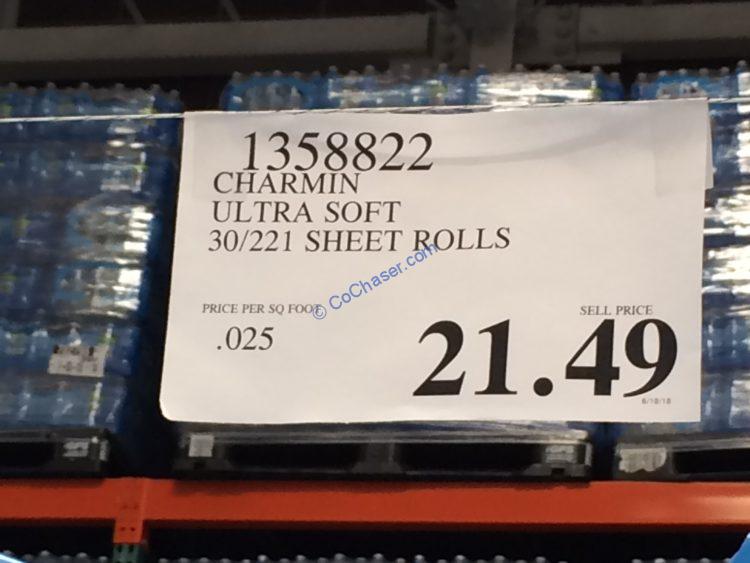 1358822
CHARMIN
ULTRA SOFT
30/221 SHEET ROLLS
© CoChaser.com
PRICE PER SQ FOOT
.025
SELL PRICE
21.49
6/18/18